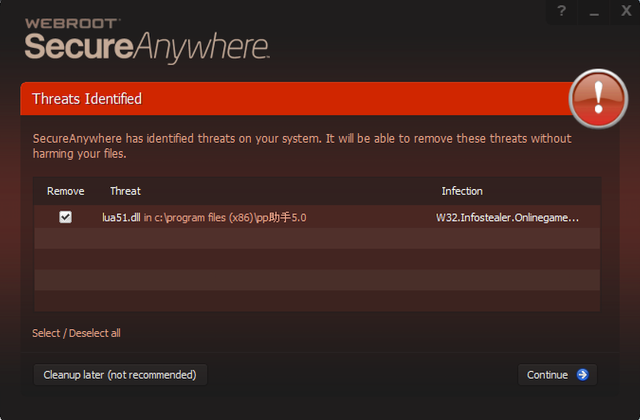 ? _ X
WEBROOT
SecureAnywhere
Threats Identified
SecureAnywhere has identified threats on your system. It will be able to remove these threats without
harming your files.
Remove Threat Infection
lua51.dll in c:\program files (x86)\pp助手5.0 W32.Infostealer.Onlinegame...
Select / Deselect all
Cleanup later (not recommended) Continue